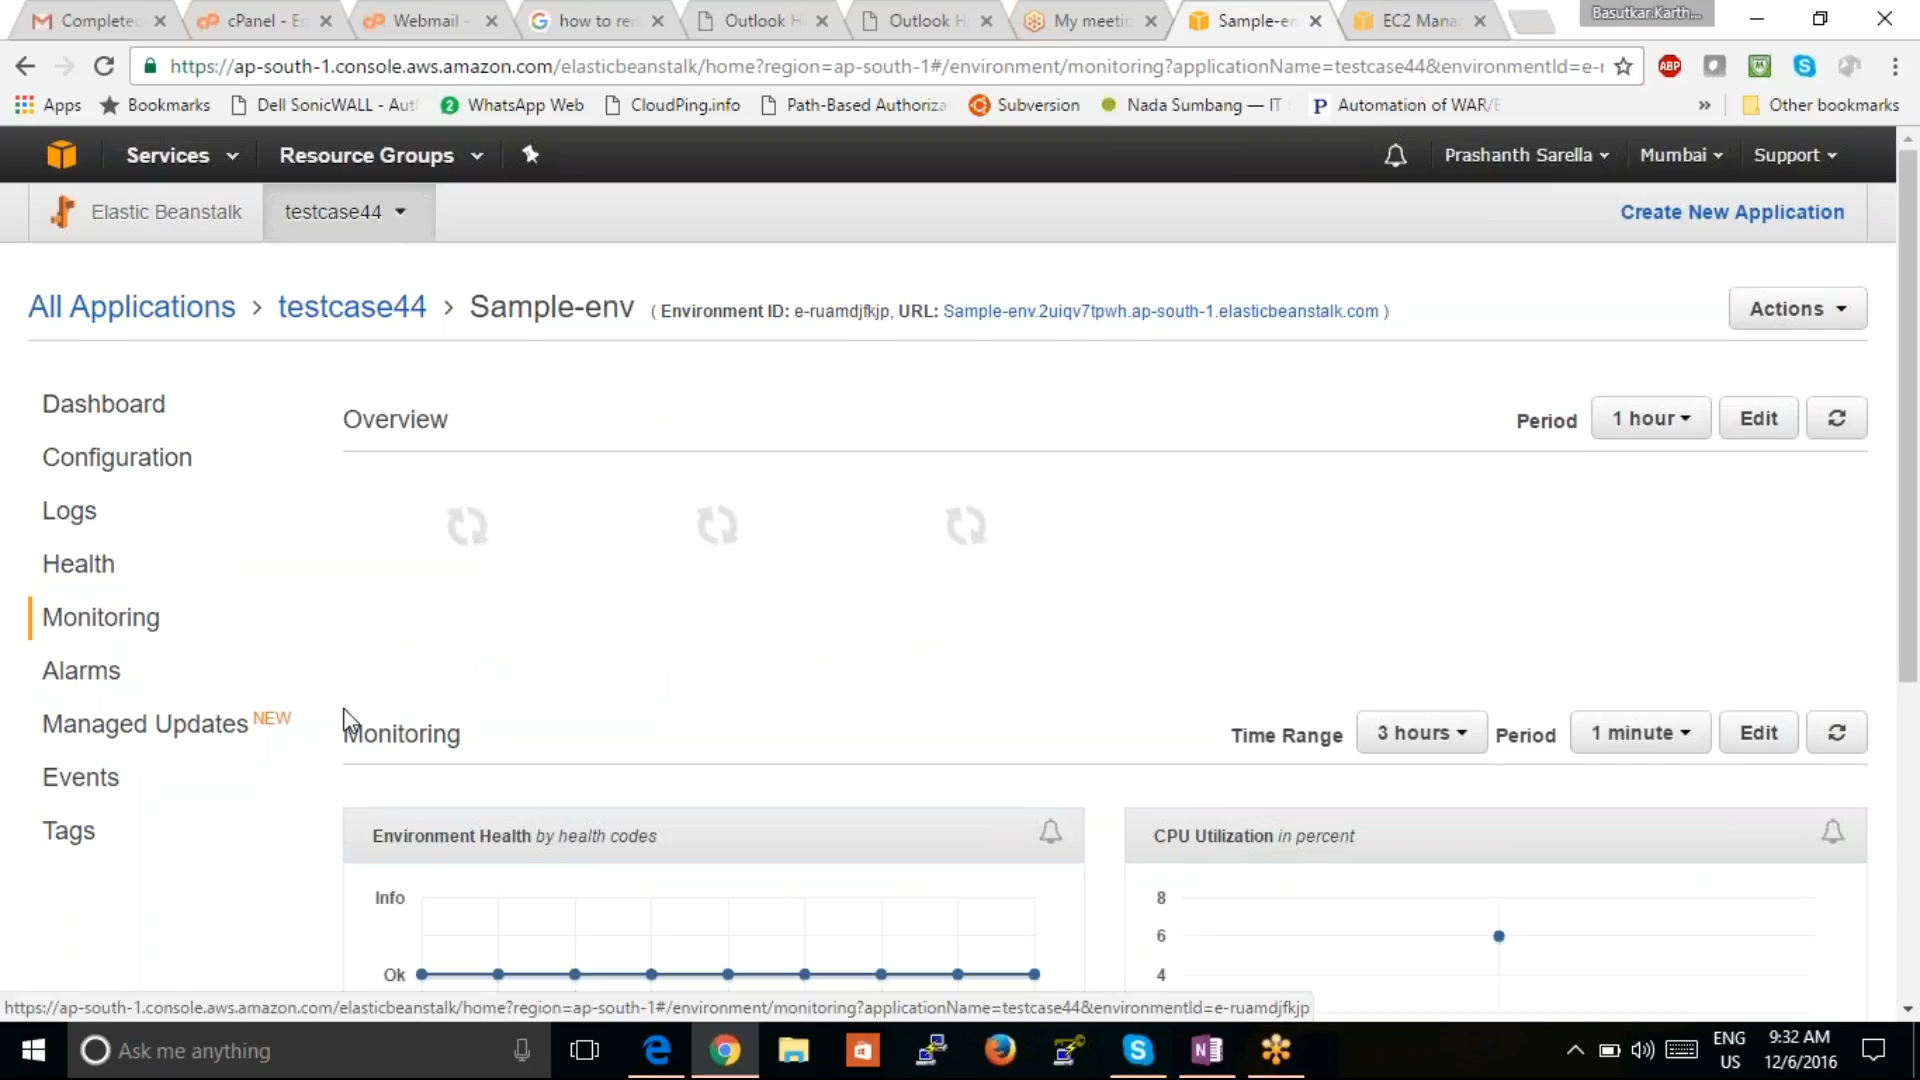 Complete
cPanel - E
Webmail -
how to re
Outlook H
Outlook H
My meeti
Sample-e
EC2 Mana
Basutkar.Karth...
https://ap-south-1.console.aws.amazon.com/elasticbeanstalk/home?region=ap-south-1#/environment/monitoring?applicationName=testcase44&environmentId=e-r
ABP
Apps
Bookmarks
Dell SonicWALL - Aut
WhatsApp Web
CloudPing.info
Path-Based Authoriza
Subversion
Nada Sumbang — IT
Automation of WAR/E
»
Other bookmarks
Services
Resource Groups
Prashanth Sarella
Mumbai
Support
Elastic Beanstalk
testcase44
Create New Application
All Applications > testcase44 > Sample-env ( Environment ID: e-ruamdjfkjp, URL: Sample-env.2uiqv7tpwh.ap-south-1.elasticbeanstalk.com )
Actions
Dashboard
Configuration
Logs
Health
Monitoring
Alarms
Managed Updates NEW
Events
Tags
Overview
Period
1 hour
Edit
Monitoring
Time Range
3 hours
Period
1 minute
Edit
Environment Health by health codes
Info
Ok
CPU Utilization in percent
8
6
4
https://ap-south-1.console.aws.amazon.com/elasticbeanstalk/home?region=ap-south-1#/environment/monitoring?applicationName=testcase44&environmentId=e-ruamdjfkjp
Ask me anything
ENG
US
9:32 AM
12/6/2016